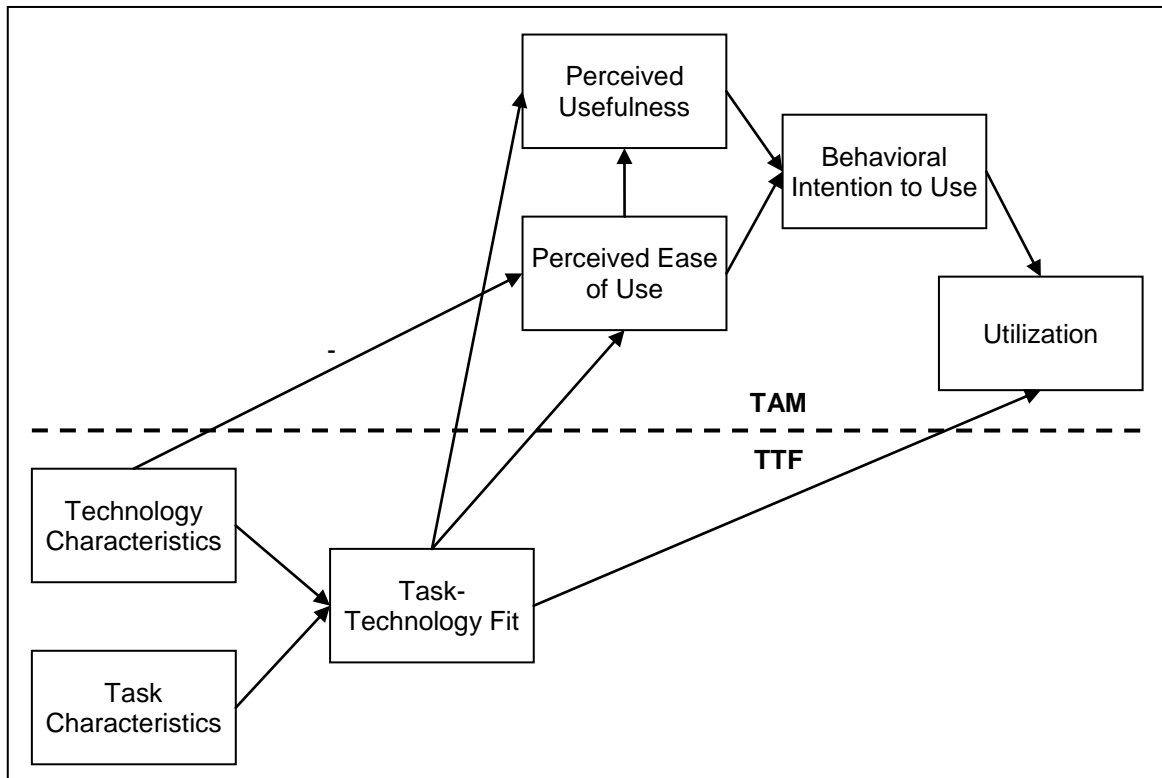 Perceived
Usefulness
Behavioral
Intention to Use
Perceived Ease
of Use
Utilization
-
TAM
TTF
Technology
Characteristics
Task-
Technology Fit
Task
Characteristics